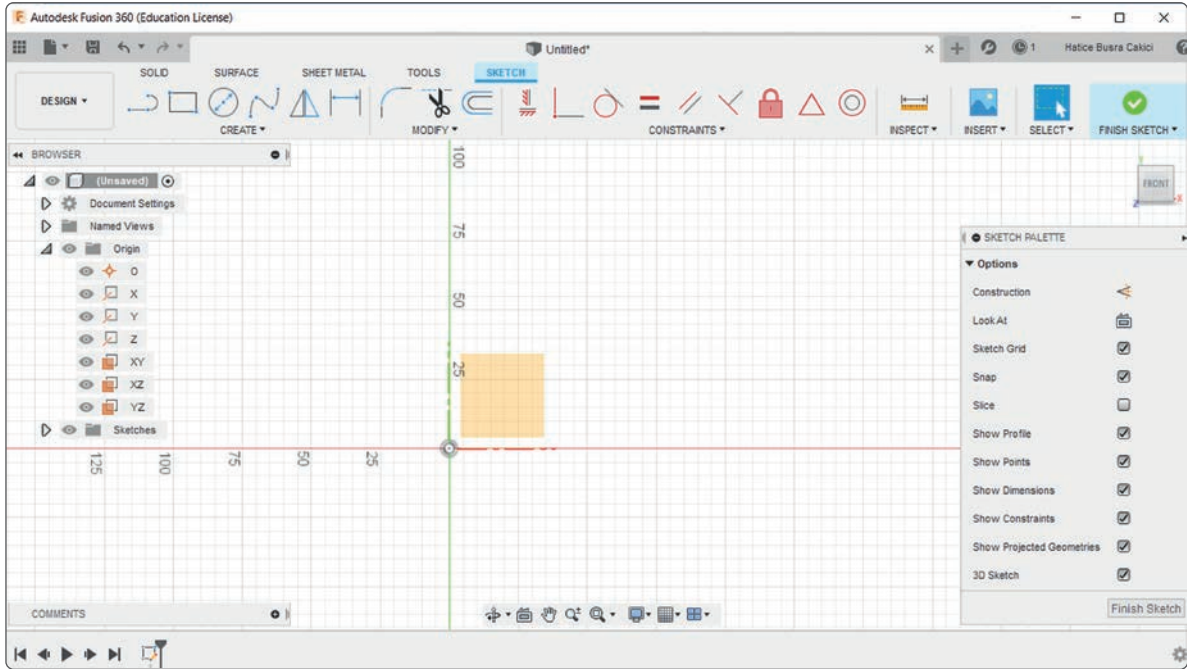 Autodesk Fusion 360 (Education License)
Untitled*
1
Hatice Busra Cakici
SOLID SURFACE SHEET METAL TOOLS SKETCH
DESIGN
CREATE MODIFY CONSTRAINTS INSPECT INSERT SELECT FINISH SKETCH
BROWSER
(Unsaved)
Document Settings
Named Views
Origin
O
X
Y
Z
XY
XZ
YZ
Sketches
100
75
50
25
125 100 75 50 25
Y
FRONT
Z
X
SKETCH PALETTE
Options
Construction
Look At
Sketch Grid
Snap
Slice
Show Profile
Show Points
Show Dimensions
Show Constraints
Show Projected Geometries
3D Sketch
Finish Sketch
COMMENTS